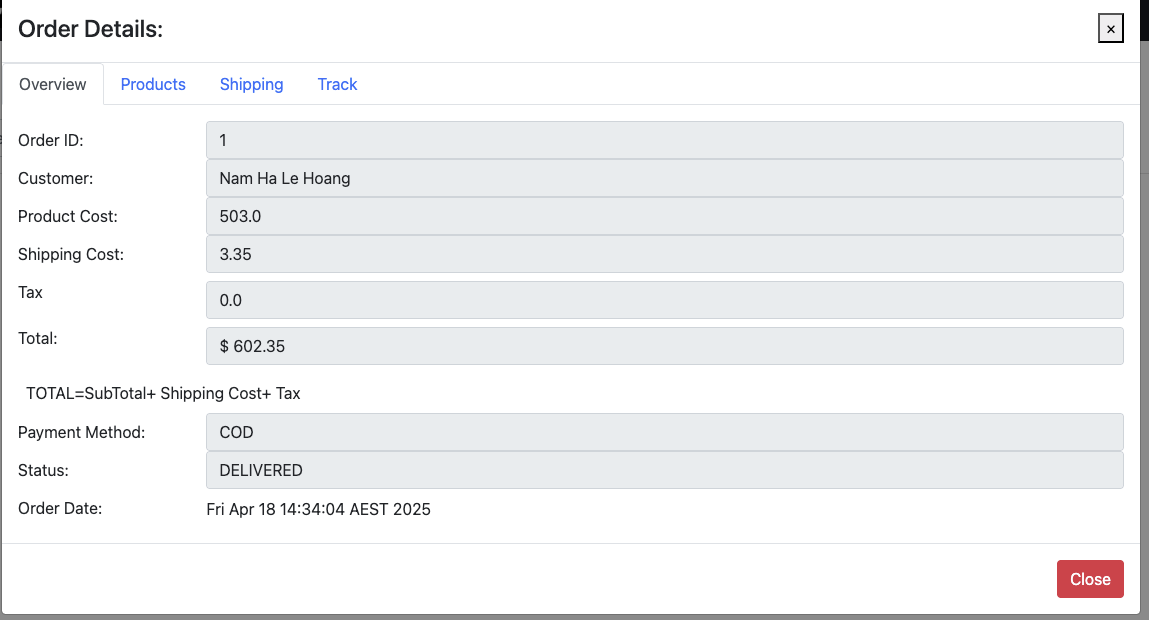 Order Details:
×
Overview Products Shipping Track
Order ID: 1
Customer: Nam Ha Le Hoang
Product Cost: 503.0
Shipping Cost: 3.35
Tax 0.0
Total: $ 602.35
TOTAL=SubTotal+ Shipping Cost+ Tax
Payment Method: COD
Status: DELIVERED
Order Date: Fri Apr 18 14:34:04 AEST 2025
Close